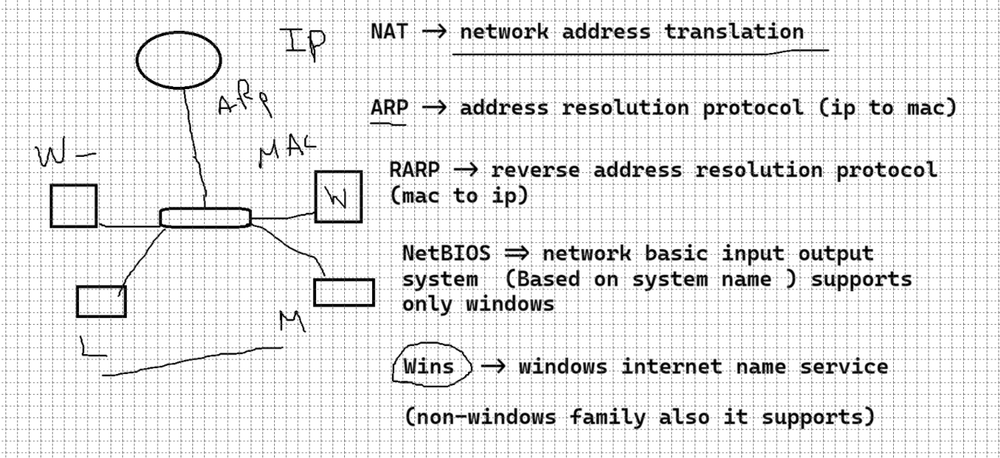 IP
ARP
MAC
W -
W
M
L
NAT → network address translation
ARP → address resolution protocol (ip to mac)
RARP → reverse address resolution protocol
(mac to ip)
NetBIOS ⇒ network basic input output
system (Based on system name ) supports
only windows
Wins → windows internet name service
(non-windows family also it supports)